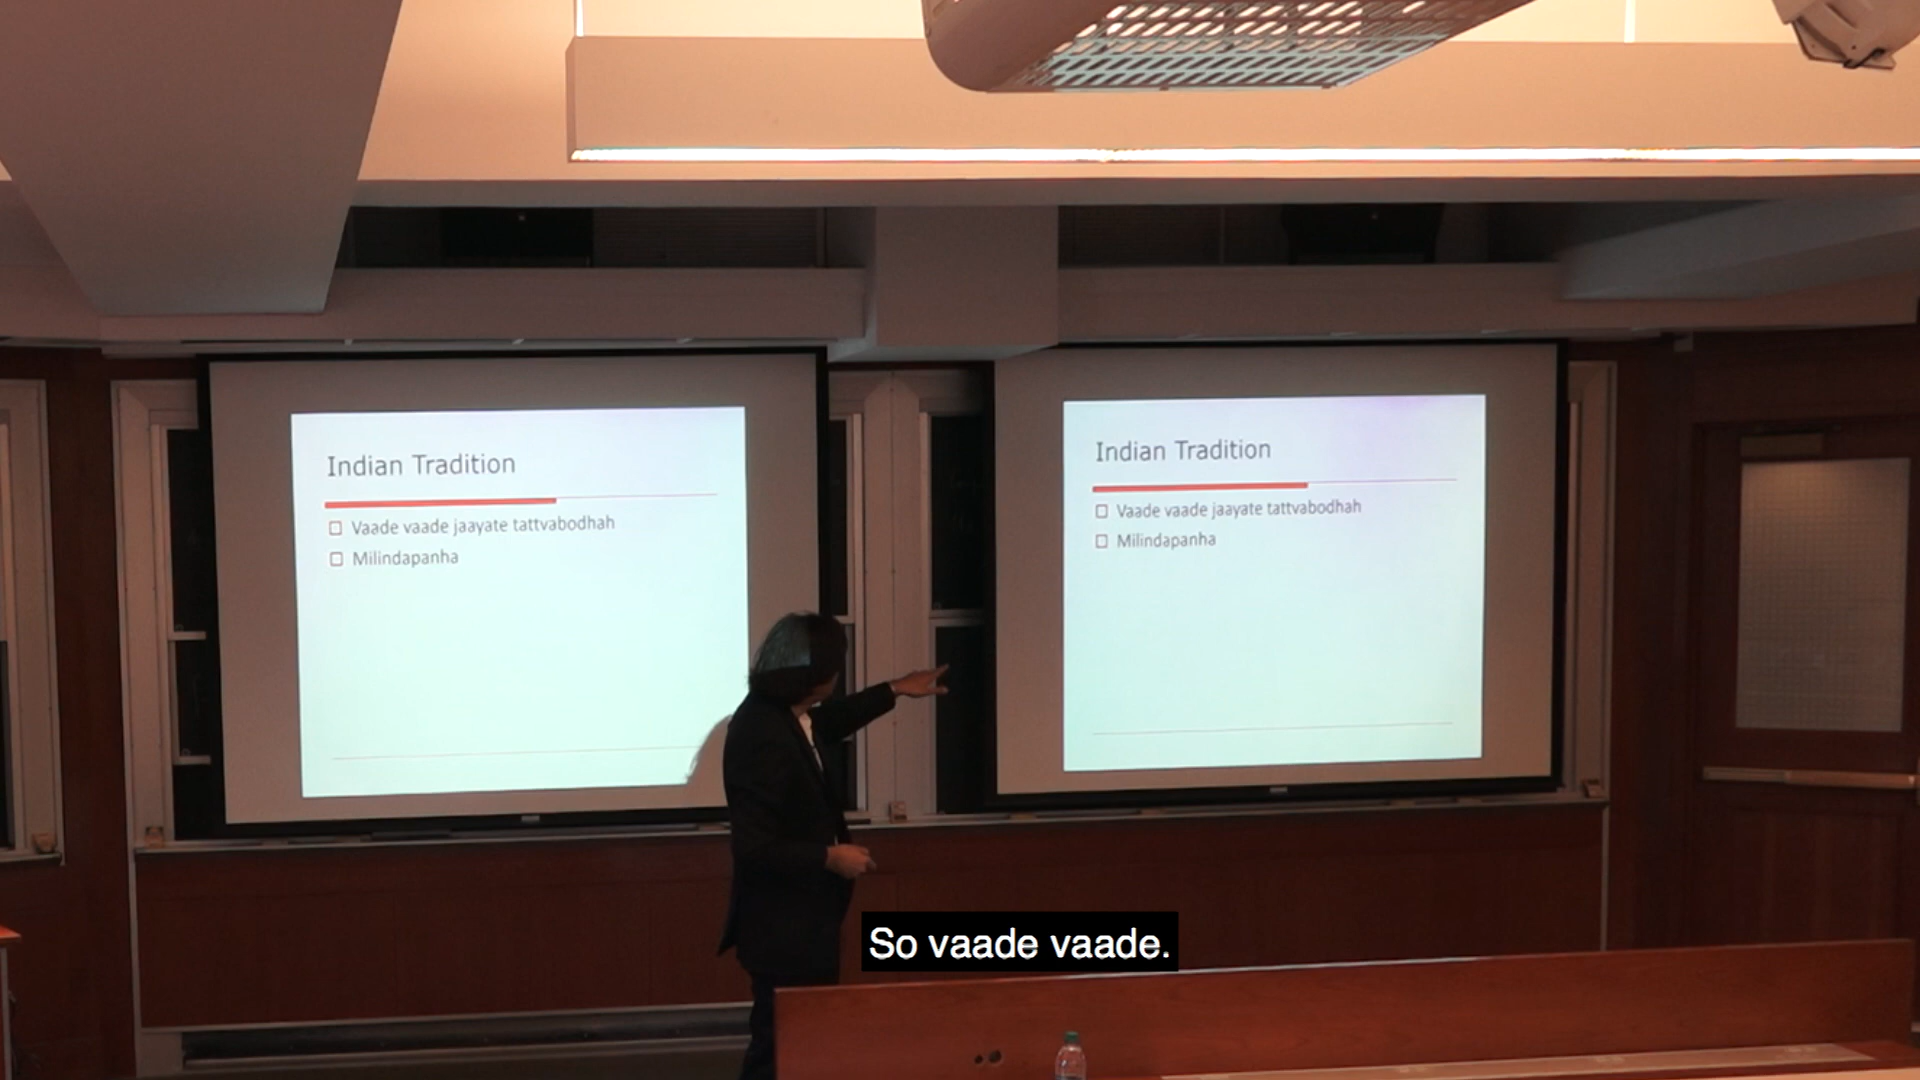 Indian Tradition
Vaade vaade jaayate tattvabodhah
Milindapanha
Indian Tradition
Vaade vaade jaayate tattvabodhah
Milindapanha
So vaade vaade.